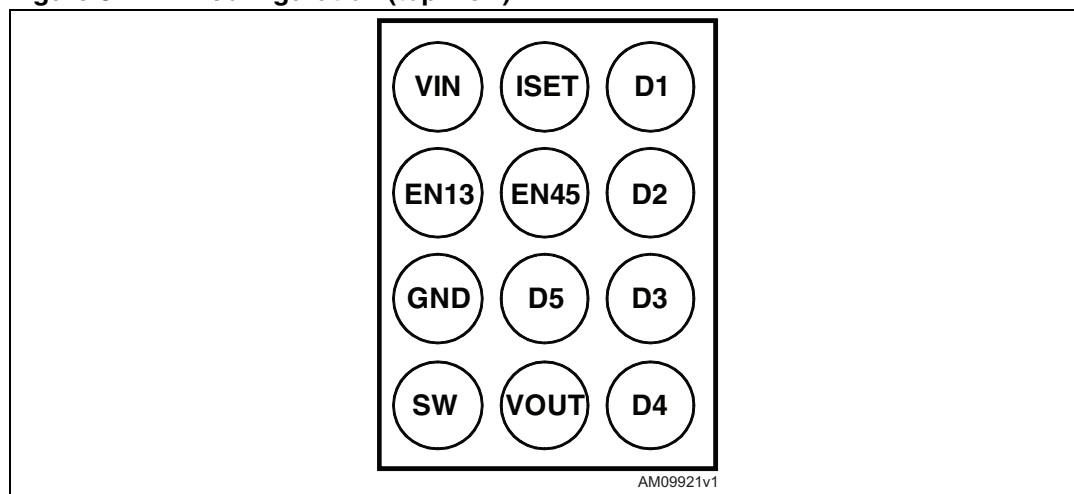 VIN ISET D1
EN13 EN45 D2
GND D5 D3
SW VOUT D4
AM09921v1